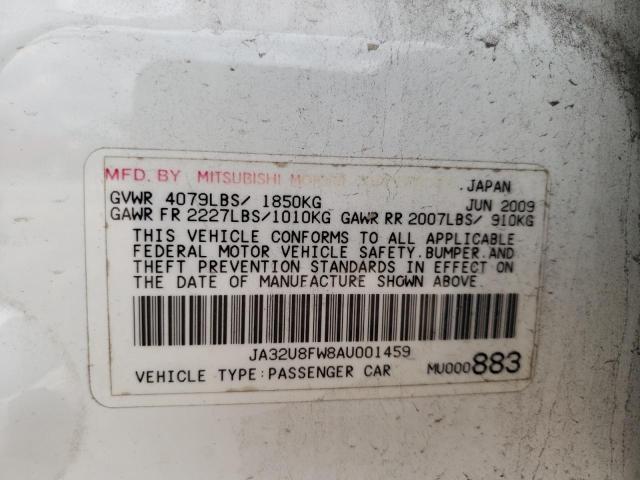 MFD. BY MITSUBISHI
.JAPAN
GVWR 4079LBS/ 1850KG JUN 2009
GAWR FR 2227LBS/1010KG GAWR RR 2007LBS/ 910KG
THIS VEHICLE CONFORMS TO ALL APPLICABLE
FEDERAL MOTOR VEHICLE SAFETY.BUMPER.AND
THEFT PREVENTION STANDARDS IN EFFECT ON
THE DATE OF MANUFACTURE SHOWN ABOVE.
JA32U8FW8AU001459
VEHICLE TYPE:PASSENGER CAR MU000883